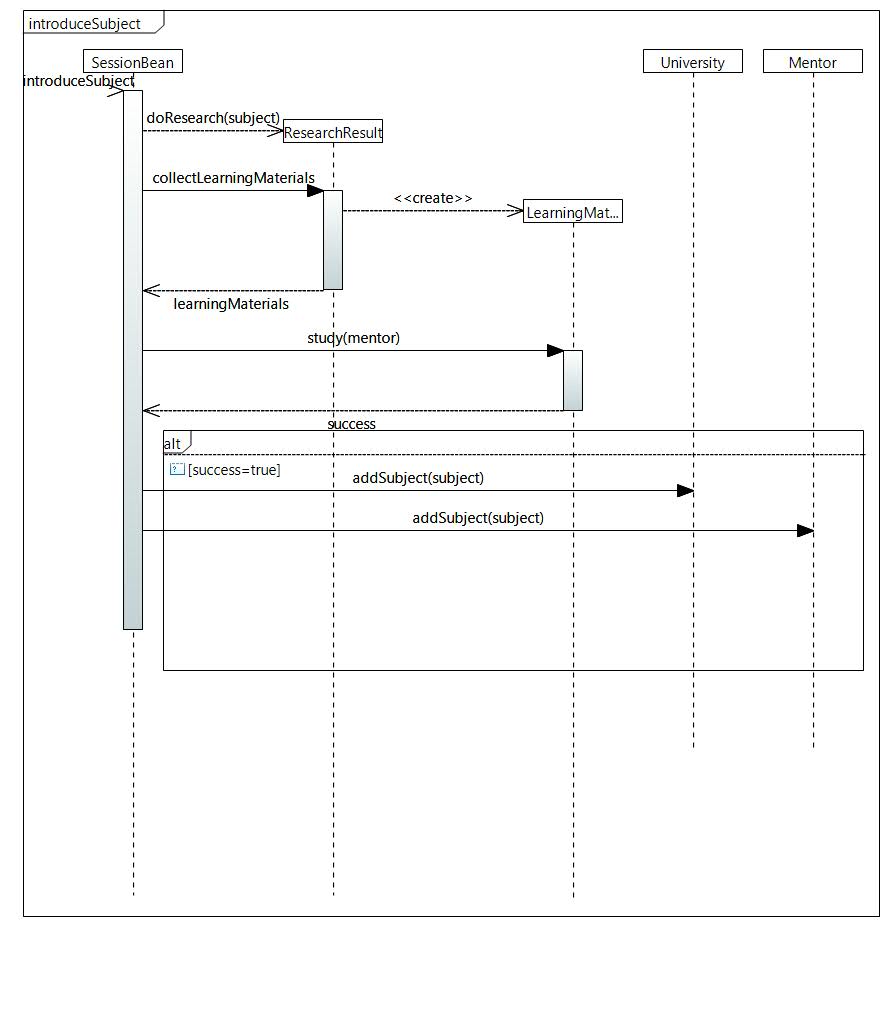 introduceSubject
SessionBean
University
Mentor
introduceSubject
doResearch(subject)
ResearchResult
collectLearningMaterials
<<create>>
LearningMat...
learningMaterials
study(mentor)
success
alt
[success=true]
addSubject(subject)
addSubject(subject)